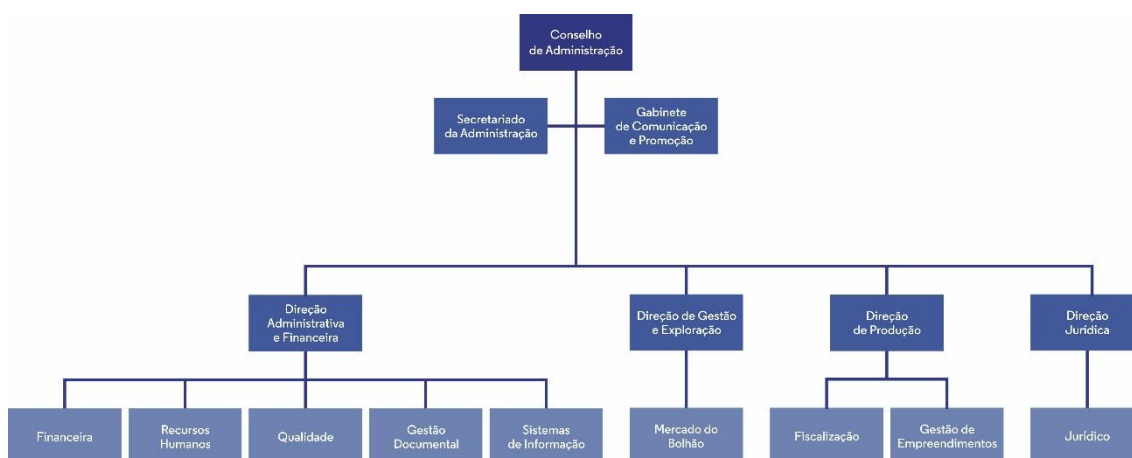 Conselho
de Administração
Secretariado
da Administração
Gabinete
de Comunicação
e Promoção
Direção
Administrativa
e Financeira
Direção de Gestão
e Exploração
Direção
de Produção
Direção
Jurídica
Financeira
Recursos
Humanos
Qualidade
Gestão
Documental
Sistemas
de Informação
Mercado do
Bolhão
Fiscalização
Gestão de
Empreendimentos
Jurídico